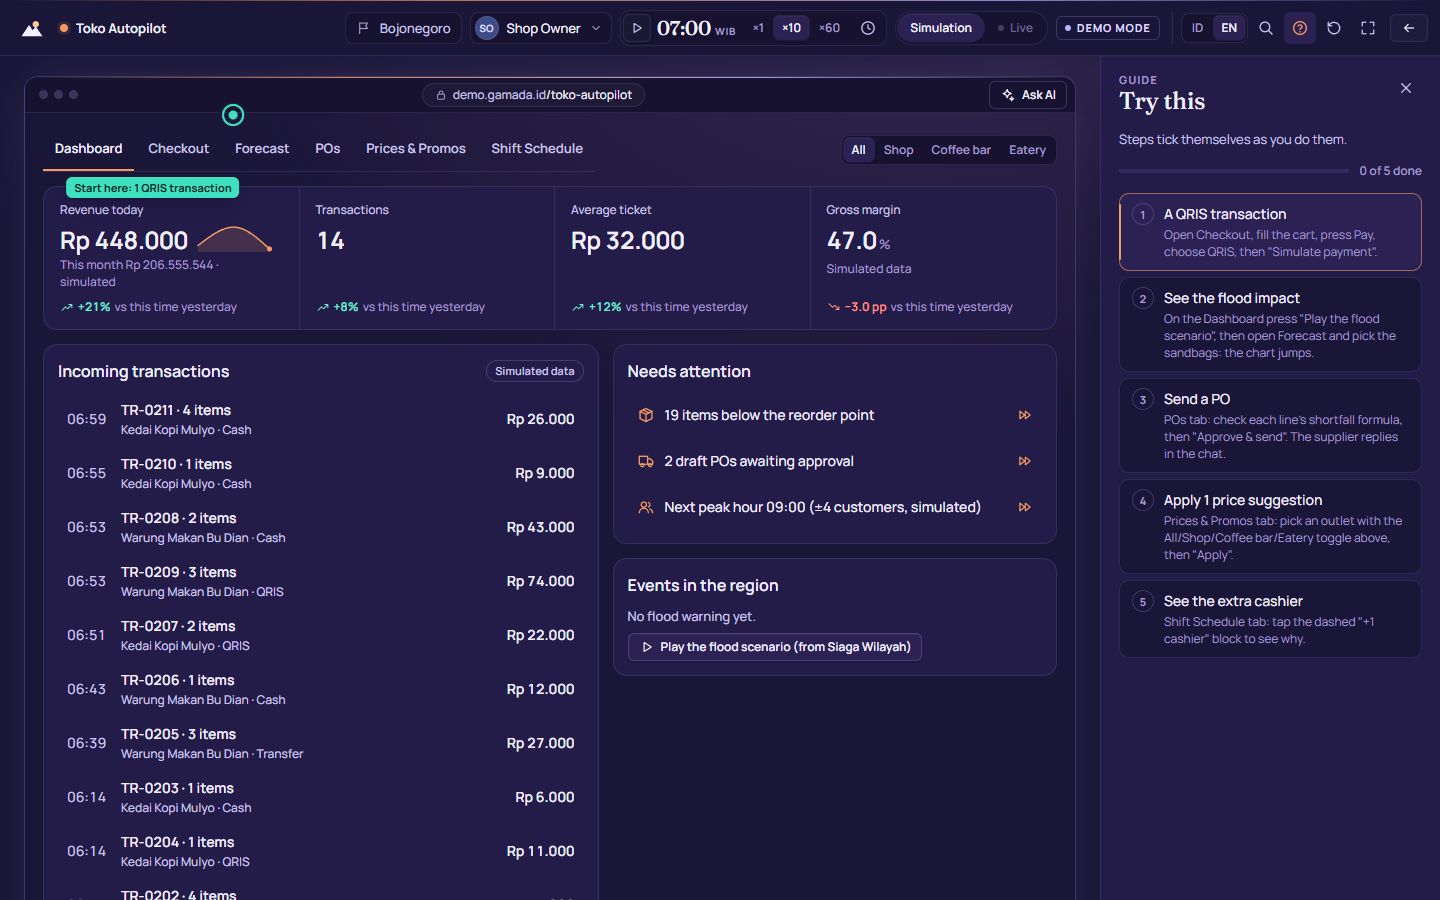 Toko Autopilot
Bojonegoro
SO Shop Owner
07:00 WIB
×1 ×10 ×60
Simulation
Live
DEMO MODE
ID EN
demo.gamada.id/toko-autopilot
Ask AI
Dashboard
Checkout
Forecast
POs
Prices & Promos
Shift Schedule
All
Shop
Coffee bar
Eatery
Start here: 1 QRIS transaction
Revenue today
Rp 448.000
This month Rp 206.555.544 ·
simulated
+21% vs this time yesterday
Transactions
14
+8% vs this time yesterday
Average ticket
Rp 32.000
+12% vs this time yesterday
Gross margin
47.0%
Simulated data
−3.0 pp vs this time yesterday
Incoming transactions
Simulated data
06:59 TR-0211 · 4 items Rp 26.000
Kedai Kopi Mulyo · Cash
06:55 TR-0210 · 1 items Rp 9.000
Kedai Kopi Mulyo · Cash
06:53 TR-0208 · 2 items Rp 43.000
Warung Makan Bu Dian · Cash
06:53 TR-0209 · 3 items Rp 74.000
Warung Makan Bu Dian · QRIS
06:51 TR-0207 · 2 items Rp 22.000
Kedai Kopi Mulyo · QRIS
06:43 TR-0206 · 1 items Rp 12.000
Warung Makan Bu Dian · Cash
06:39 TR-0205 · 3 items Rp 27.000
Warung Makan Bu Dian · Transfer
06:14 TR-0203 · 1 items Rp 6.000
Kedai Kopi Mulyo · Cash
06:14 TR-0204 · 1 items Rp 11.000
Kedai Kopi Mulyo · QRIS
TR-0202 · 4 items
Needs attention
19 items below the reorder point
2 draft POs awaiting approval
Next peak hour 09:00 (±4 customers, simulated)
Events in the region
No flood warning yet.
Play the flood scenario (from Siaga Wilayah)
GUIDE
Try this
Steps tick themselves as you do them.
0 of 5 done
1 A QRIS transaction
Open Checkout, fill the cart, press Pay,
choose QRIS, then "Simulate payment".
2 See the flood impact
On the Dashboard press "Play the flood
scenario", then open Forecast and pick the
sandbags: the chart jumps.
3 Send a PO
POs tab: check each line's shortfall formula,
then "Approve & send". The supplier replies
in the chat.
4 Apply 1 price suggestion
Prices & Promos tab: pick an outlet with the
All/Shop/Coffee bar/Eatery toggle above,
then "Apply".
5 See the extra cashier
Shift Schedule tab: tap the dashed "+1
cashier" block to see why.